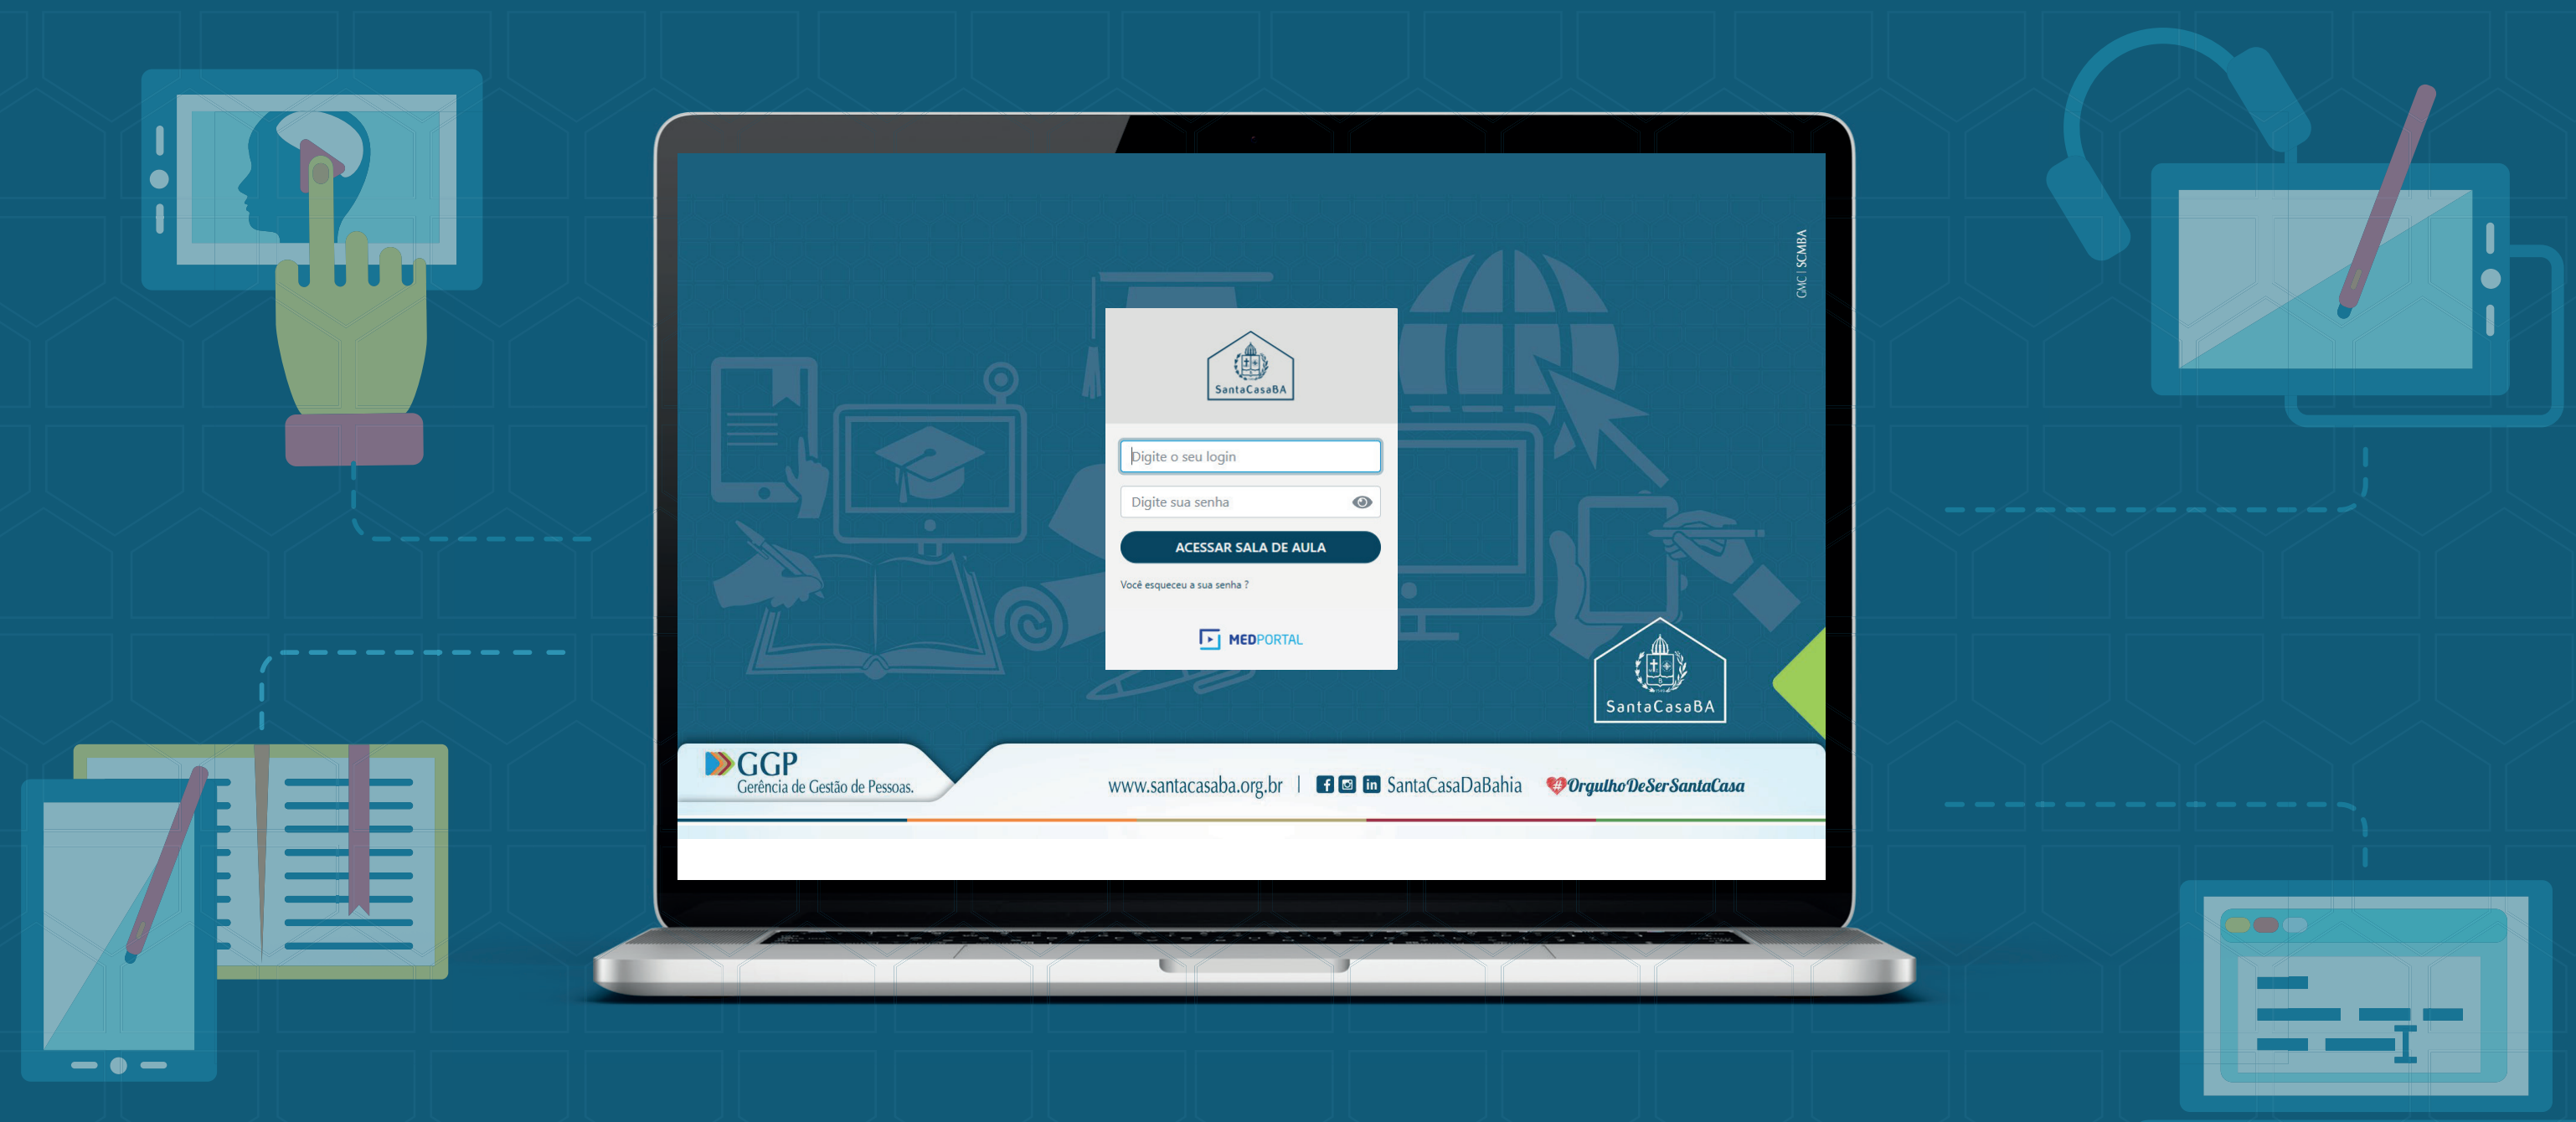 GMC | SCMBA
SantaCasaBA
Digite o seu login
Digite sua senha
ACESSAR SALA DE AULA
Você esqueceu a sua senha ?
MEDPORTAL
SantaCasaBA
GGP
Gerência de Gestão de Pessoas.
www.santacasaba.org.br | SantaCasaDaBahia #OrgulhoDeSerSantaCasa